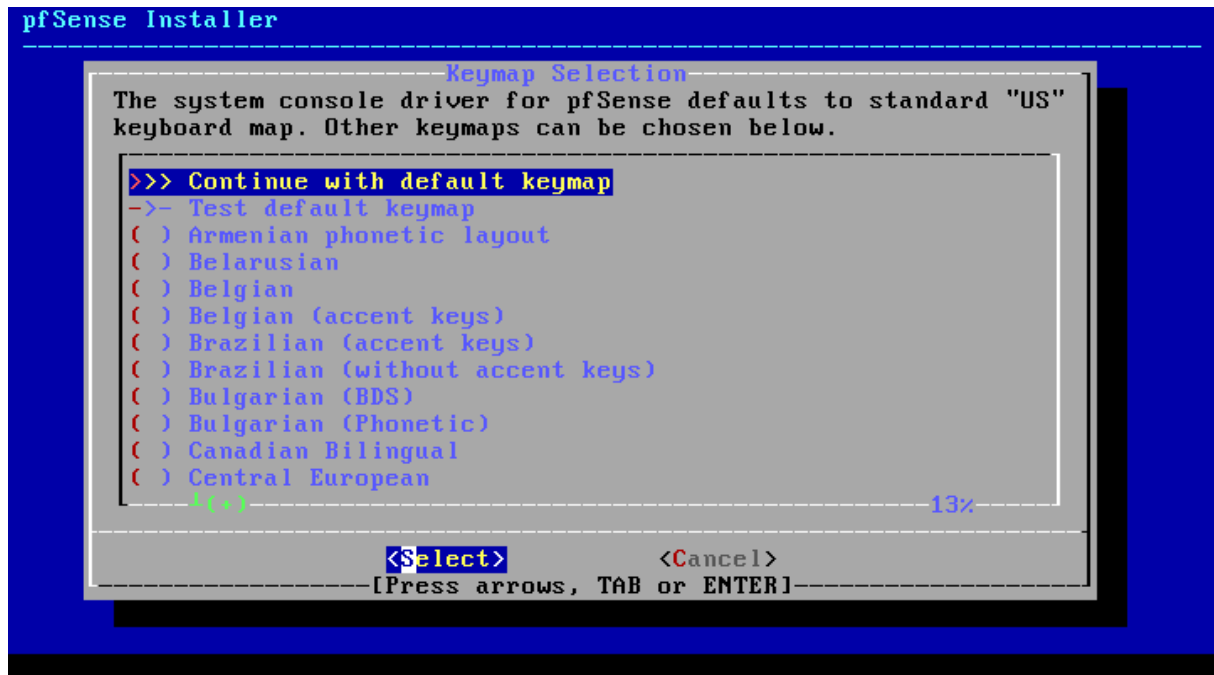 pfSense Installer
Keymap Selection
The system console driver for pfSense defaults to standard "US"
keyboard map. Other keymaps can be chosen below.
>>> Continue with default keymap
->- Test default keymap
( ) Armenian phonetic layout
( ) Belarusian
( ) Belgian
( ) Belgian (accent keys)
( ) Brazilian (accent keys)
( ) Brazilian (without accent keys)
( ) Bulgarian (BDS)
( ) Bulgarian (Phonetic)
( ) Canadian Bilingual
( ) Central European
┴(+) 13%
<Select> <Cancel>
[Press arrows, TAB or ENTER]